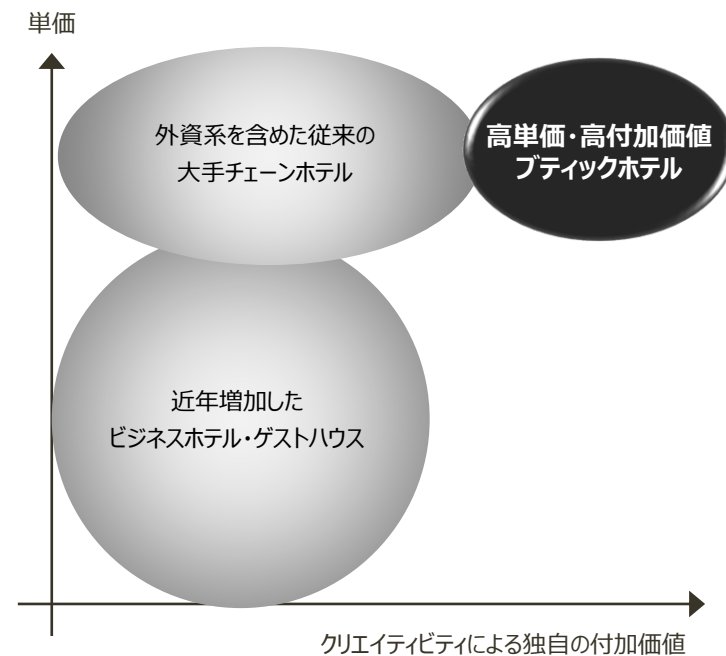 単価
外資系を含めた従来の
大手チェーンホテル
高単価・高付加価値
ブティックホテル
近年増加した
ビジネスホテル・ゲストハウス
クリエイティビティによる独自の付加価値